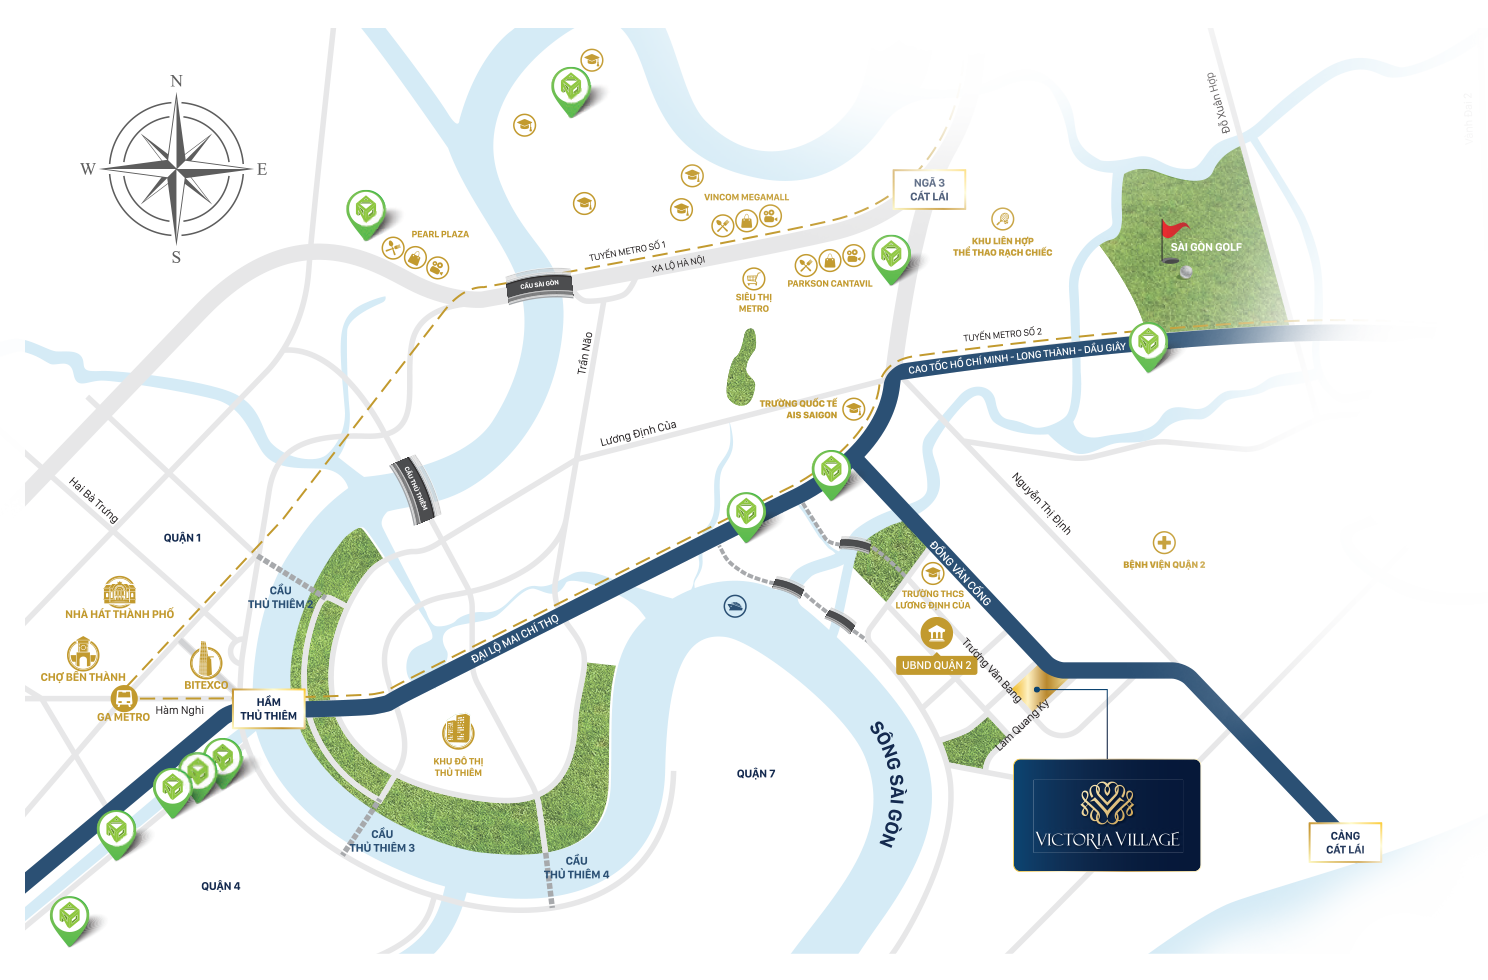 N
W
E
S
Đỗ Xuân Hợp
NGÃ 3
CÁT LÁI
VINCOM MEGAMALL
PEARL PLAZA
TUYẾN METRO SỐ 1
XA LỘ HÀ NỘI
CẦU SÀI GÒN
KHU LIÊN HỢP
THỂ THAO RẠCH CHIẾC
SÀI GÒN GOLF
PARKSON CANTAVIL
SIÊU THỊ
METRO
TUYẾN METRO SỐ 2
CAO TỐC HỒ CHÍ MINH - LONG THÀNH - DẦU GIÂY
Trần Não
TRƯỜNG QUỐC TẾ
AIS SAIGON
Lương Định Của
CẦU THỦ THIÊM
Hai Bà Trưng
Nguyễn Thị Định
QUẬN 1
BỆNH VIỆN QUẬN 2
ĐỒNG VĂN CỐNG
CẦU
THỦ THIÊM 2
TRƯỜNG THCS
LƯƠNG ĐỊNH CỦA
NHÀ HÁT THÀNH PHỐ
ĐẠI LỘ MAI CHÍ THỌ
UBND QUẬN 2
Trương Văn Bang
CHỢ BẾN THÀNH
BITEXCO
GA METRO
Hàm Nghi
HẦM
THỦ THIÊM
Lâm Quang Ky
KHU ĐÔ THỊ
THỦ THIÊM
QUẬN 7
SÔNG SÀI GÒN
VICTORIA VILLAGE
CẢNG
CÁT LÁI
CẦU
THỦ THIÊM 3
CẦU
THỦ THIÊM 4
QUẬN 4